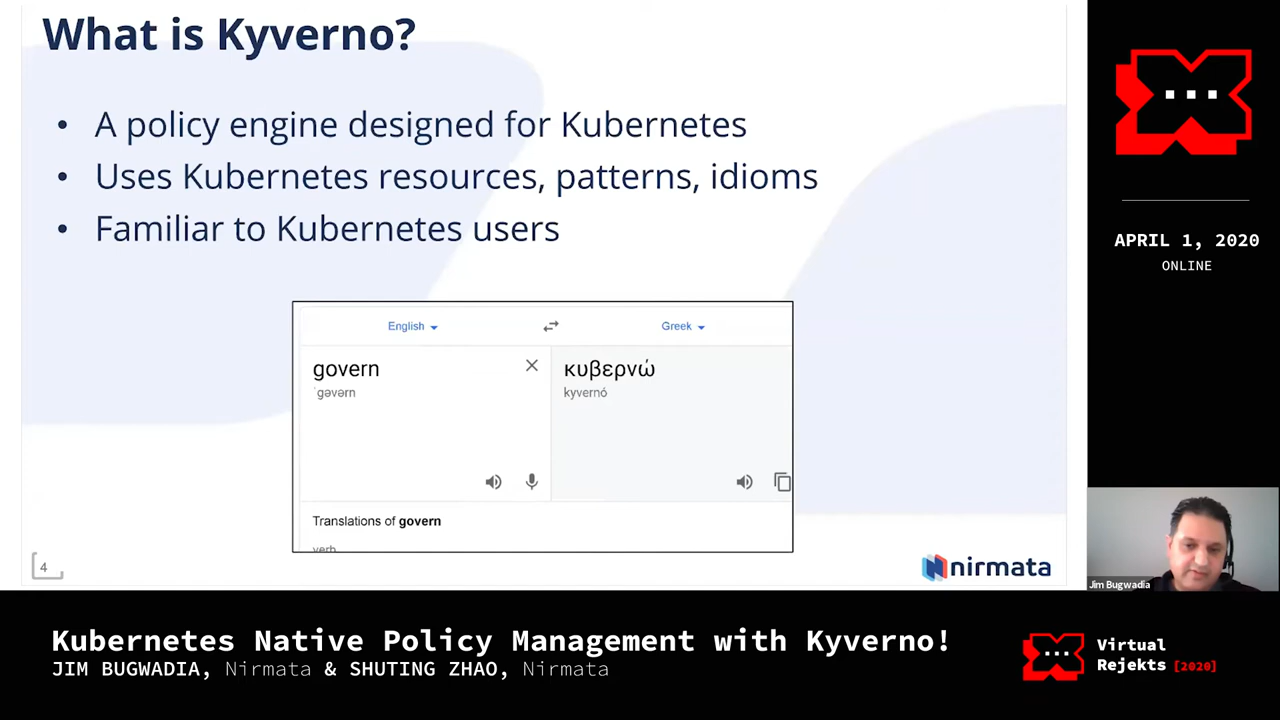 What is Kyverno?
• A policy engine designed for Kubernetes
• Uses Kubernetes resources, patterns, idioms
• Familiar to Kubernetes users
English
Greek
govern
ˈgəvərn
κυβερνώ
kyvernó
Translations of govern
verb
4
nirmata
APRIL 1, 2020
ONLINE
Jim Bugwadia
Kubernetes Native Policy Management with Kyverno!
JIM BUGWADIA, Nirmata & SHUTING ZHAO, Nirmata
Virtual
Rejekts [2020]